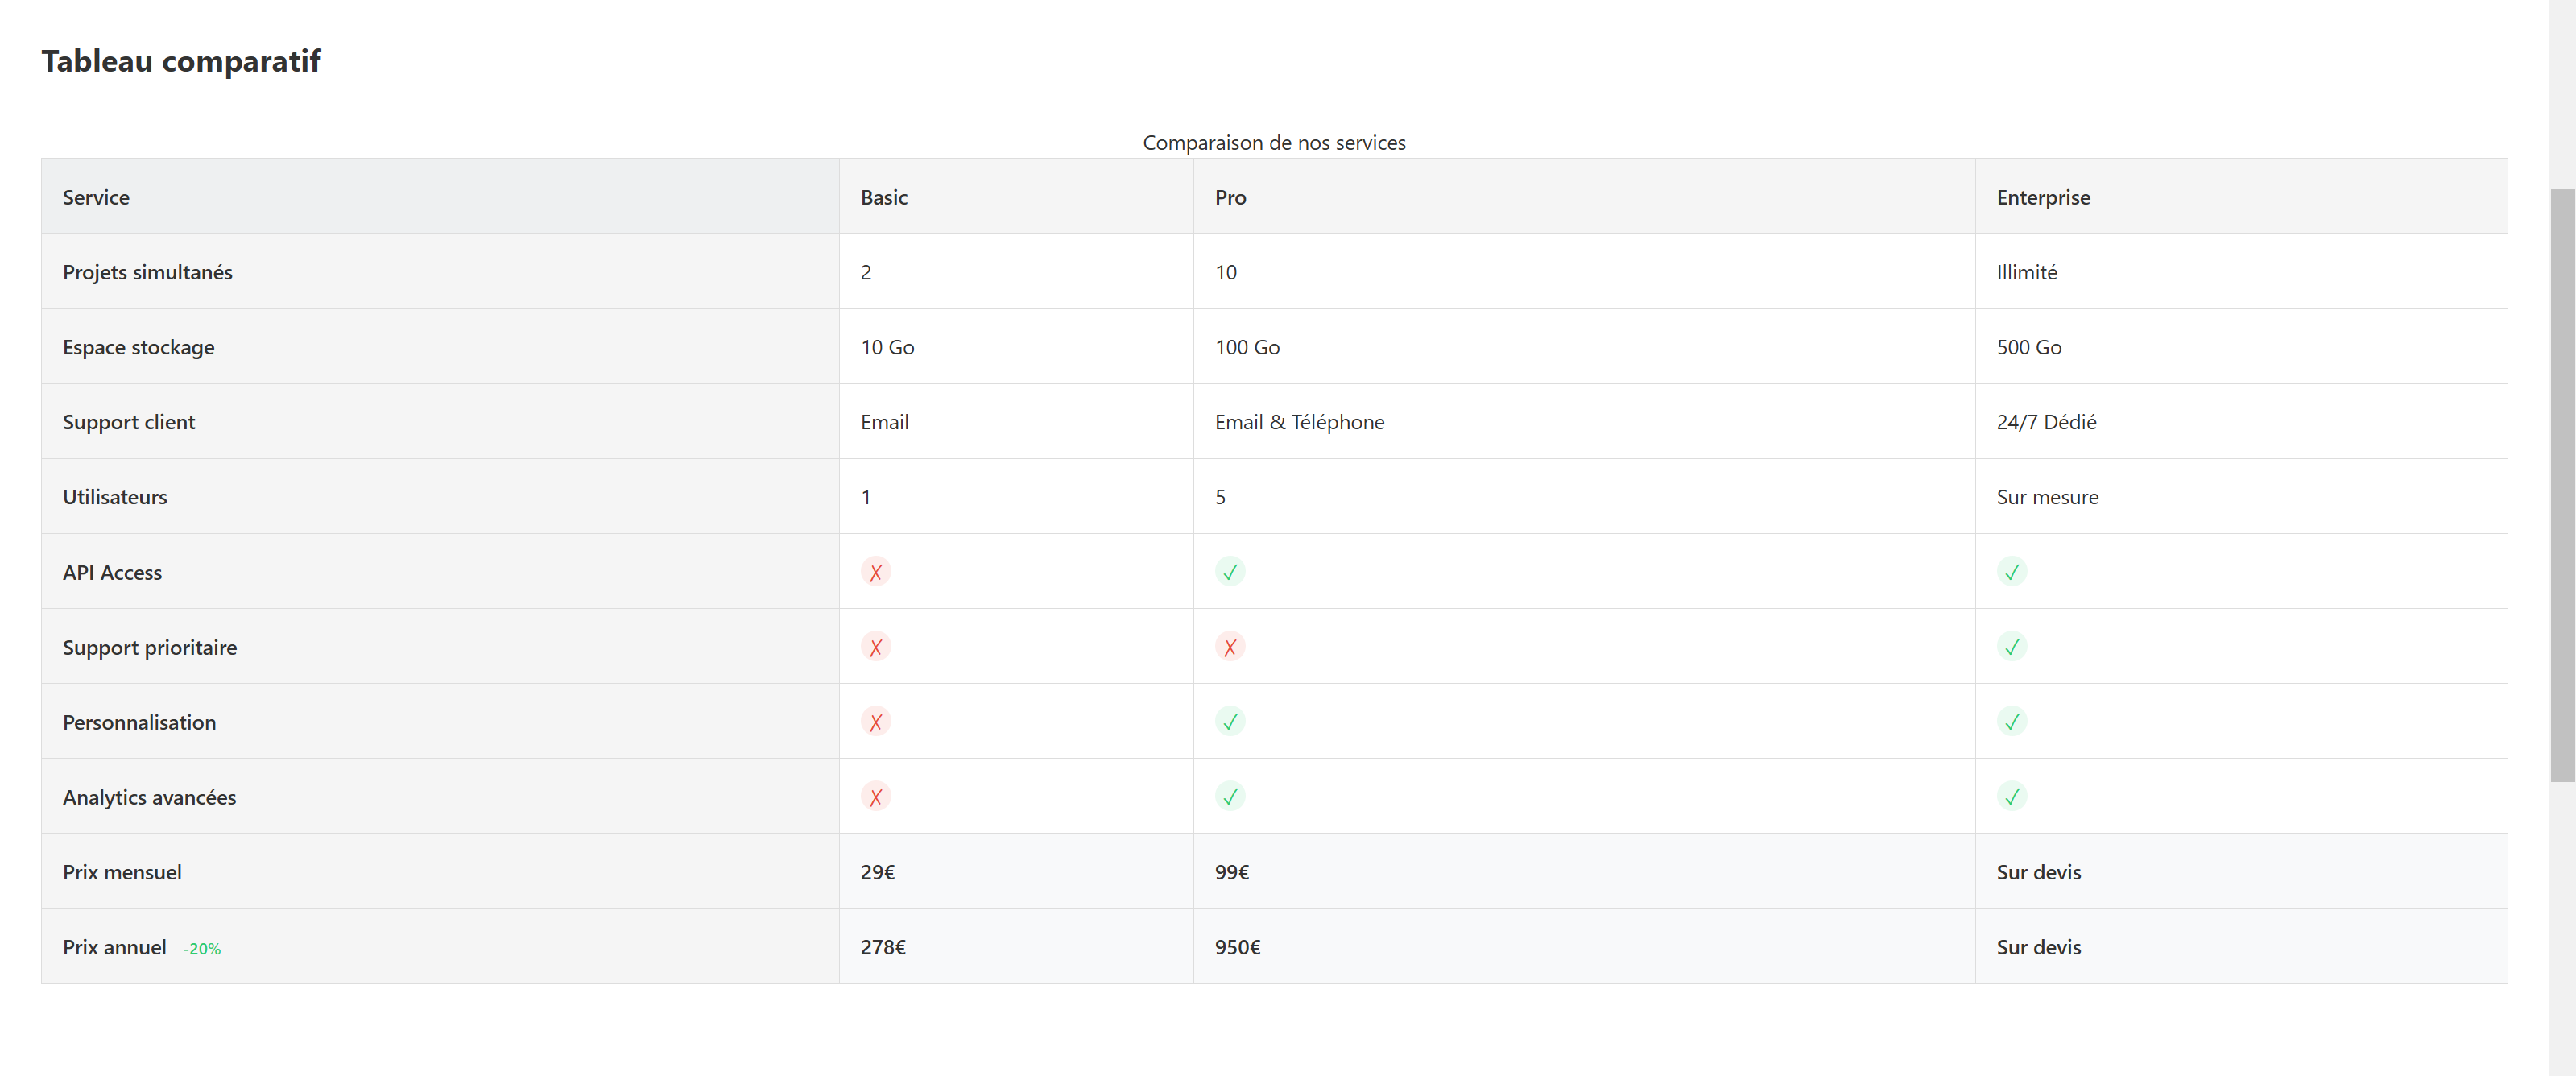 Tableau comparatif
Comparaison de nos services
Service Basic Pro Enterprise
Projets simultanés 2 10 Illimité
Espace stockage 10 Go 100 Go 500 Go
Support client Email Email & Téléphone 24/7 Dédié
Utilisateurs 1 5 Sur mesure
API Access ✗ ✓ ✓
Support prioritaire ✗ ✗ ✓
Personnalisation ✗ ✓ ✓
Analytics avancées ✗ ✓ ✓
Prix mensuel 29€ 99€ Sur devis
Prix annuel -20% 278€ 950€ Sur devis